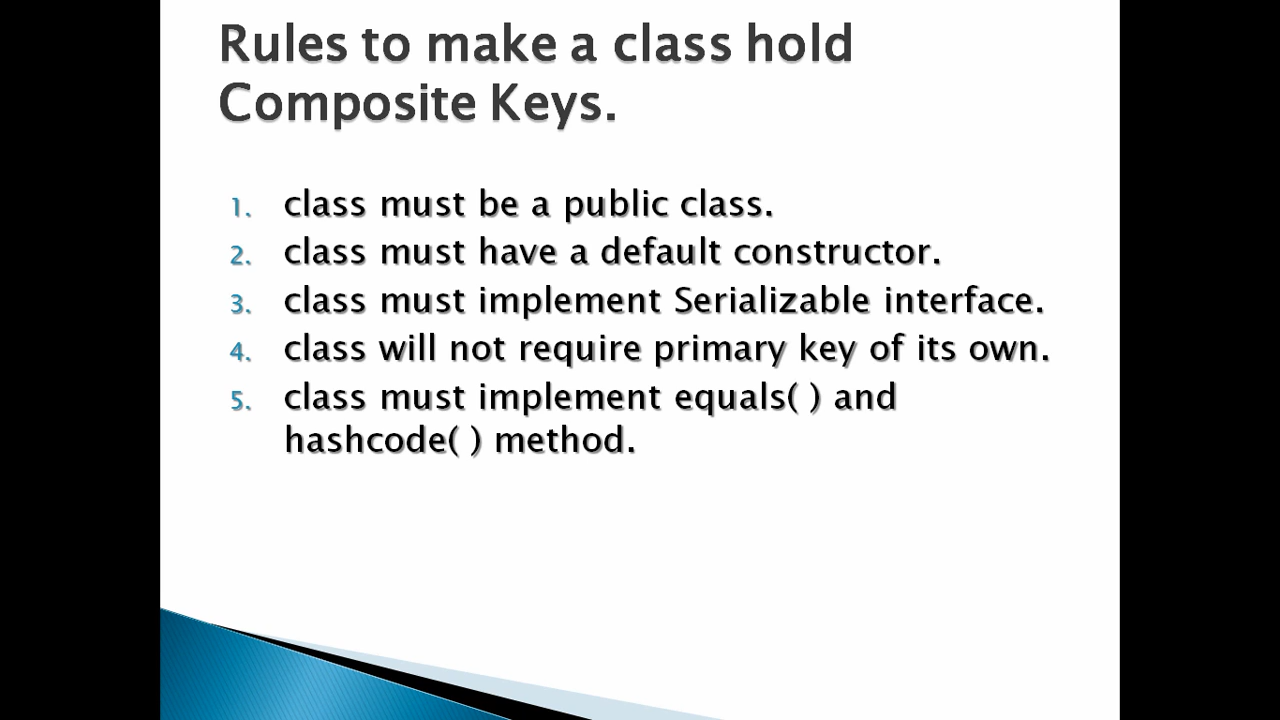 Rules to make a class hold
Composite Keys.
1. class must be a public class.
2. class must have a default constructor.
3. class must implement Serializable interface.
4. class will not require primary key of its own.
5. class must implement equals( ) and
hashcode( ) method.